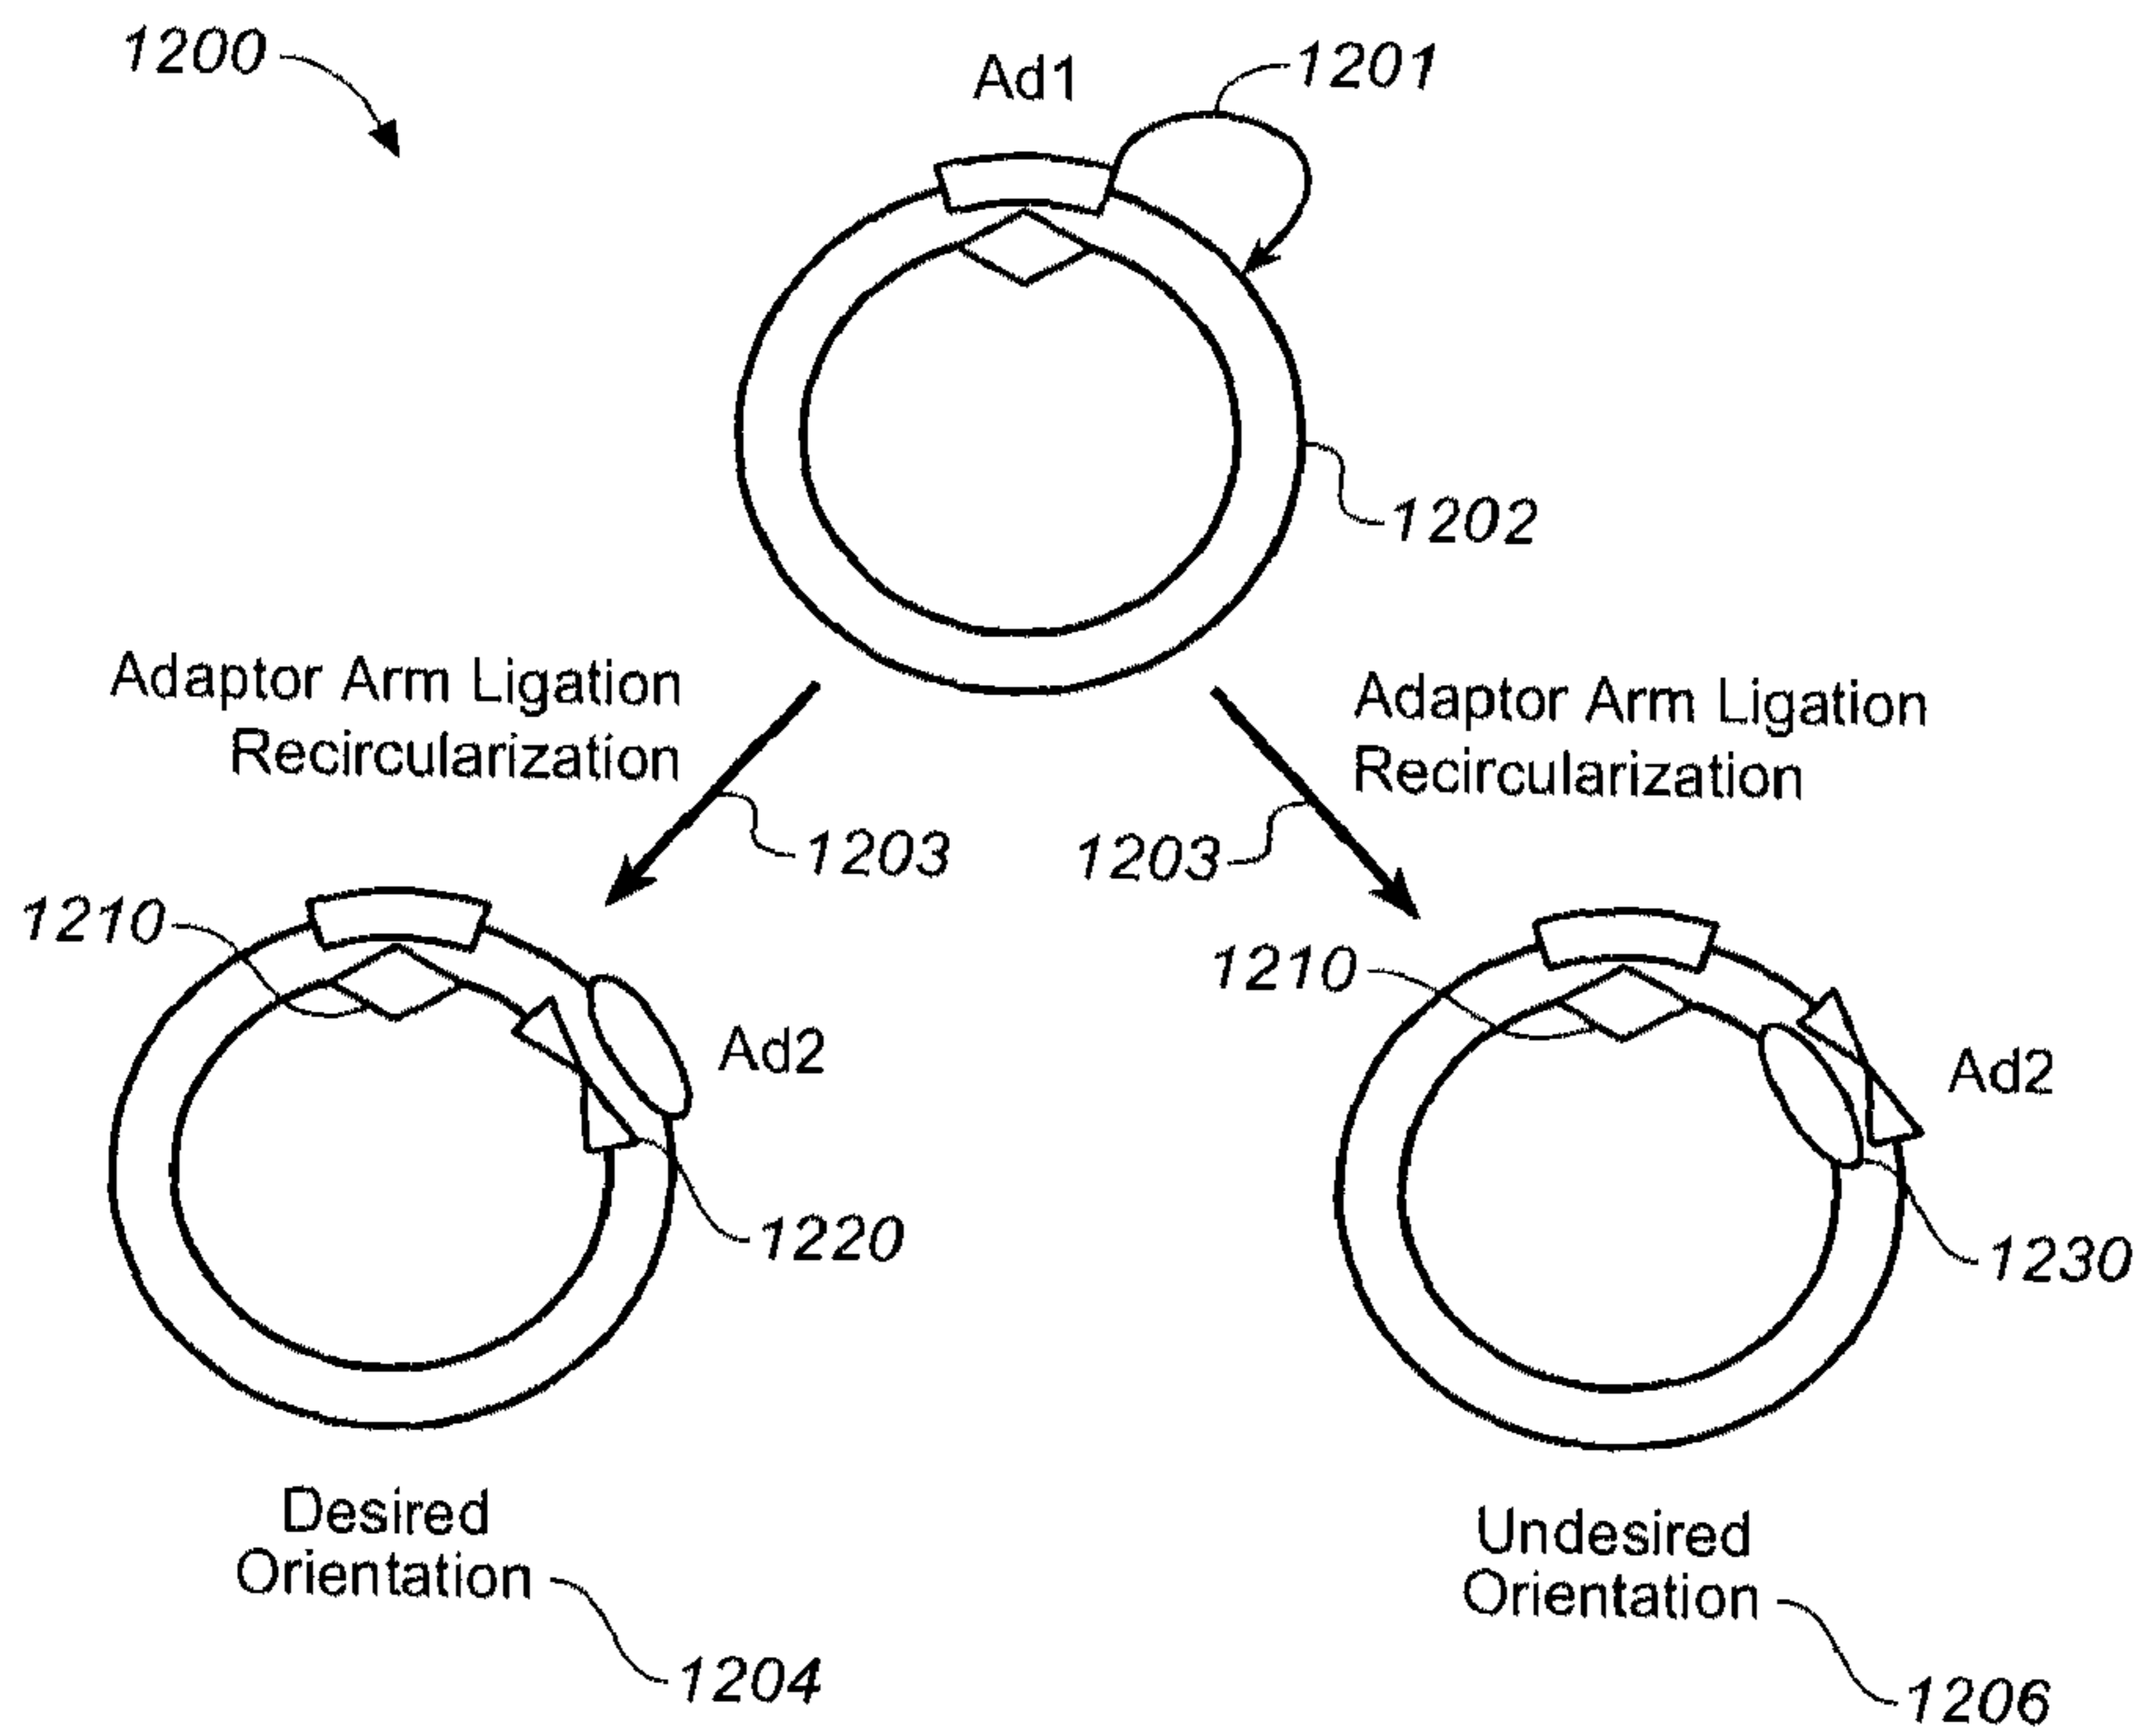 1200
Ad1
1201
1202
Adaptor Arm Ligation
Recircularization
Adaptor Arm Ligation
Recircularization
1203
1203
1210
Ad2
1220
1210
Ad2
1230
Desired
Orientation
1204
Undesired
Orientation
1206